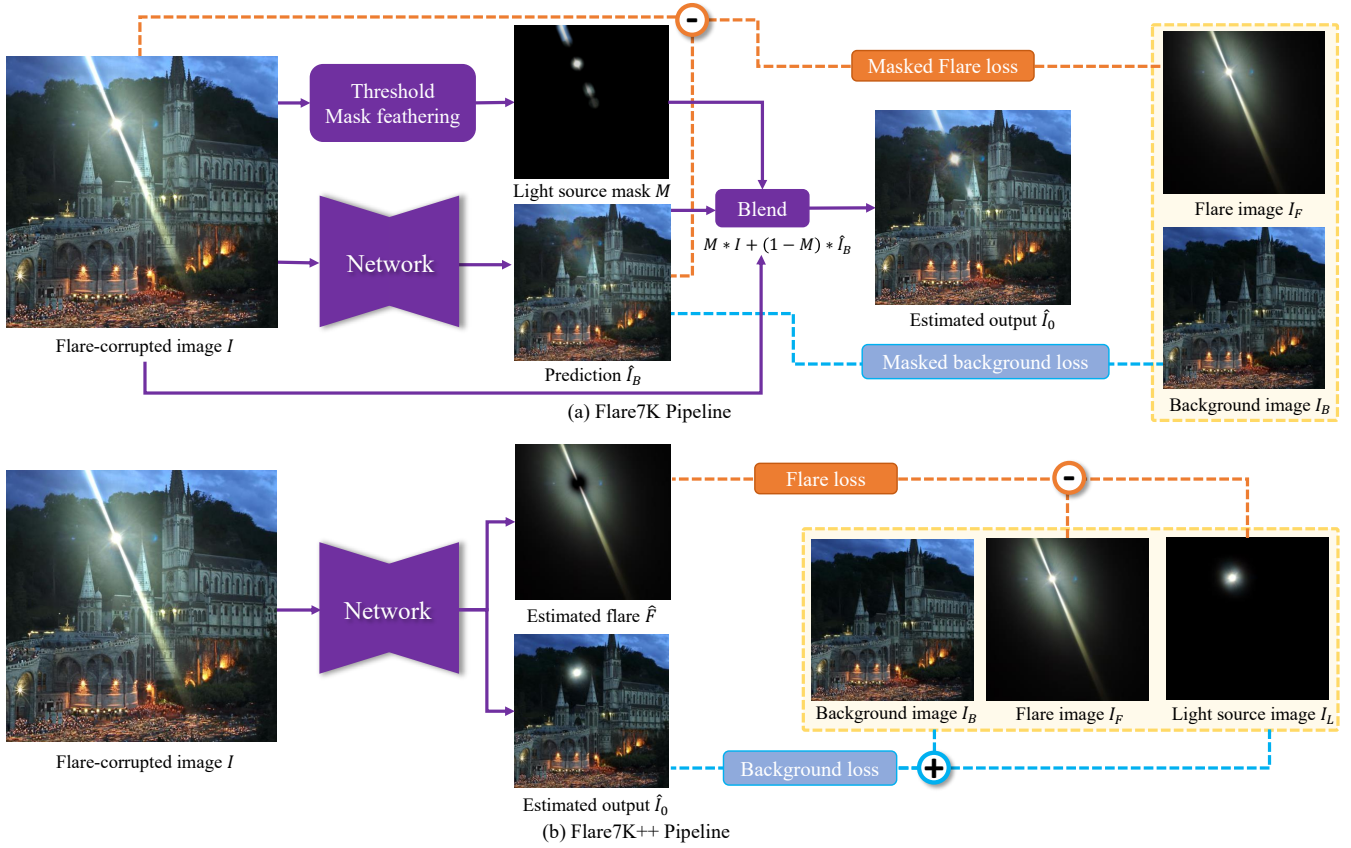 -
Masked Flare loss
Threshold
Mask feathering
Light source mask M
Blend
M * I + (1 − M) * Î_B
Flare image I_F
Network
Estimated output Î_0
Flare-corrupted image I
Masked background loss
Prediction Î_B
Background image I_B
(a) Flare7K Pipeline
Flare loss
-
Network
Estimated flare F̂
Background image I_B
Flare image I_F
Light source image I_L
Flare-corrupted image I
Background loss
+
Estimated output Î_0
(b) Flare7K++ Pipeline